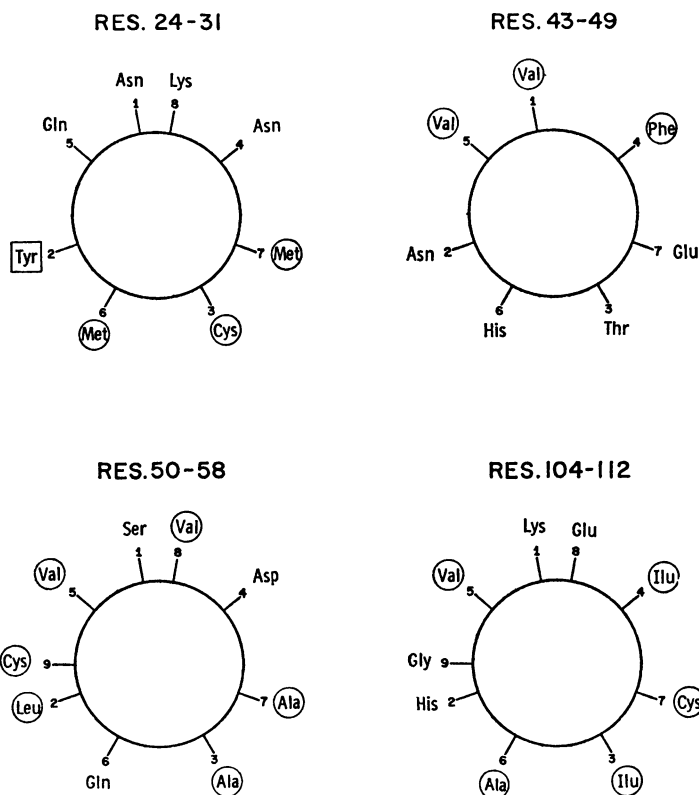 RES. 24-31
RES. 43-49
Asn Lys
1 8
Gln
5
Asn
4
Tyr 2
7 Met
6
Met
3
Cys
Val
1
Val
5
Phe
4
Asn 2
7 Glu
6
His
3
Thr
RES. 50-58
RES. 104-112
Ser Val
1 8
Val
5
Asp
4
Cys 9
Leu 2
7 Ala
6
Gln
3
Ala
Lys Glu
1 8
Val
5
Ilu
4
Gly 9
His 2
7 Cys
6
Ala
3
Ilu